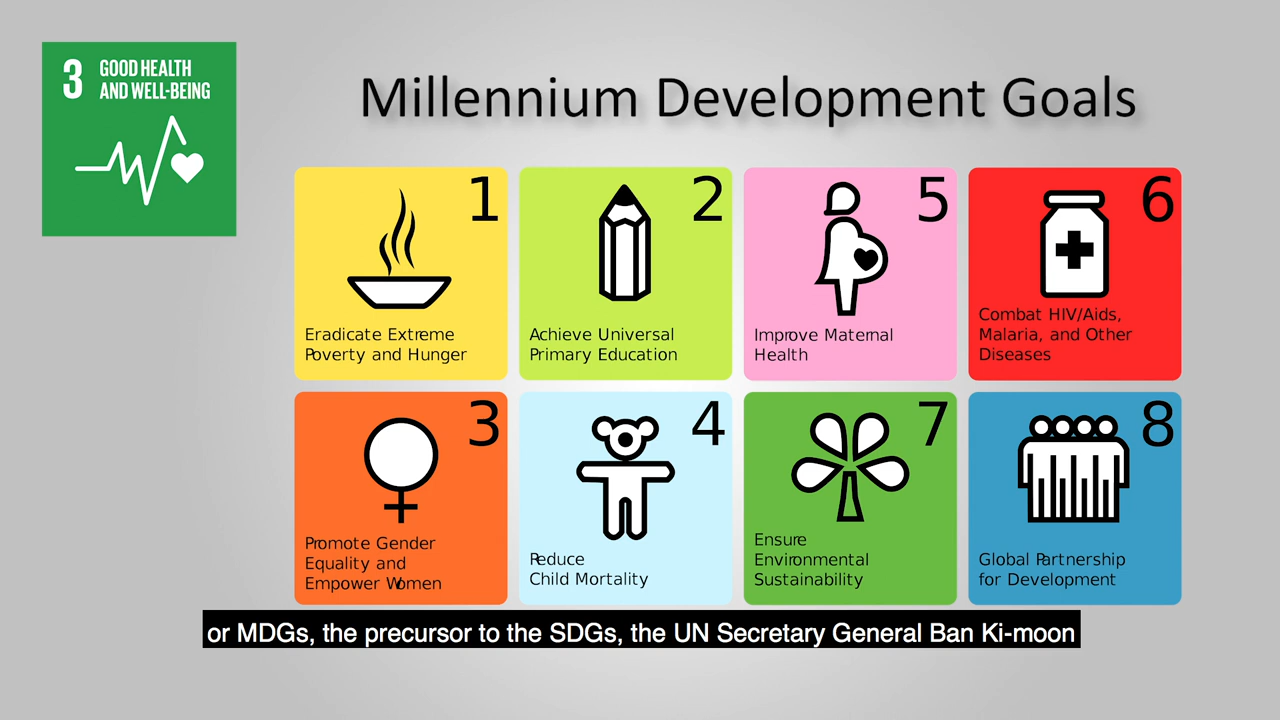 3 GOOD HEALTH
AND WELL-BEING
Millennium Development Goals
1
Eradicate Extreme
Poverty and Hunger
2
Achieve Universal
Primary Education
5
Improve Maternal
Health
6
Combat HIV/Aids,
Malaria, and Other
Diseases
3
Promote Gender
Equality and
Empower Women
4
Reduce
Child Mortality
7
Ensure
Environmental
Sustainability
8
Global Partnership
for Development
or MDGs, the precursor to the SDGs, the UN Secretary General Ban Ki-moon